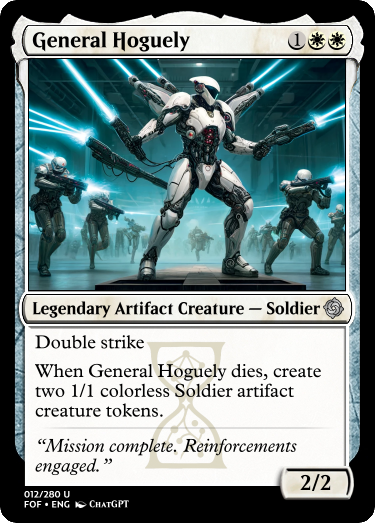 General Hoguely 1
Legendary Artifact Creature — Soldier
Double strike
When General Hoguely dies, create
two 1/1 colorless Soldier artifact
creature tokens.
“Mission complete. Reinforcements
engaged.”
2/2
012/280 U
FOF • ENG ChatGPT